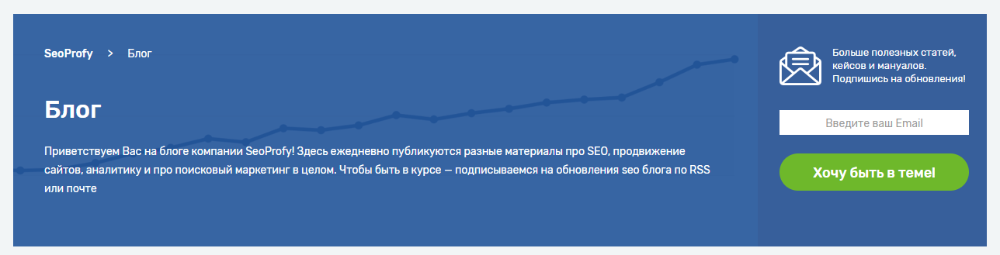 SeoProfy > Блог
Блог
Приветствуем Вас на блоге компании SeoProfy! Здесь ежедневно публикуются разные материалы про SEO, продвижение
сайтов, аналитику и про поисковый маркетинг в целом. Чтобы быть в курсе — подписываемся на обновления seo блога по RSS
или почте
Больше полезных статей,
кейсов и мануалов.
Подпишись на обновления!
Введите ваш Email
Хочу быть в теме!